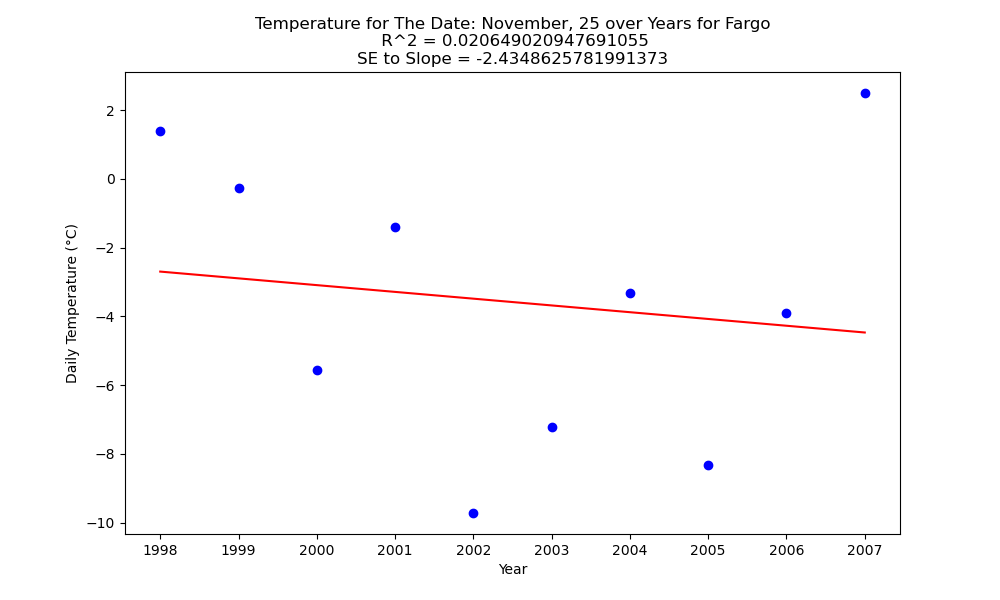 Temperature for The Date: November, 25 over Years for Fargo
R^2 = 0.020649020947691055
SE to Slope = -2.4348625781991373
Daily Temperature (°C)
2
0
−2
−4
−6
−8
−10
1998 1999 2000 2001 2002 2003 2004 2005 2006 2007
Year